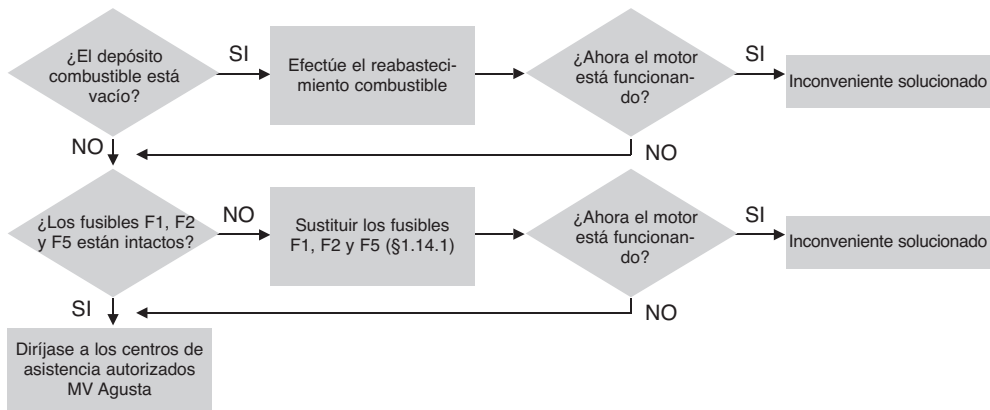 ¿El depósito
combustible está
vacío?
SI
Efectúe el reabasteci-
miento combustible
¿Ahora el motor
está funcionan-
do?
SI
Inconveniente solucionado
NO
NO
¿Los fusibles F1, F2
y F5 están intactos?
NO
Sustituir los fusibles
F1, F2 y F5 (§1.14.1)
¿Ahora el motor
está funcionan-
do?
SI
Inconveniente solucionado
SI
NO
Diríjase a los centros de
asistencia autorizados
MV Agusta